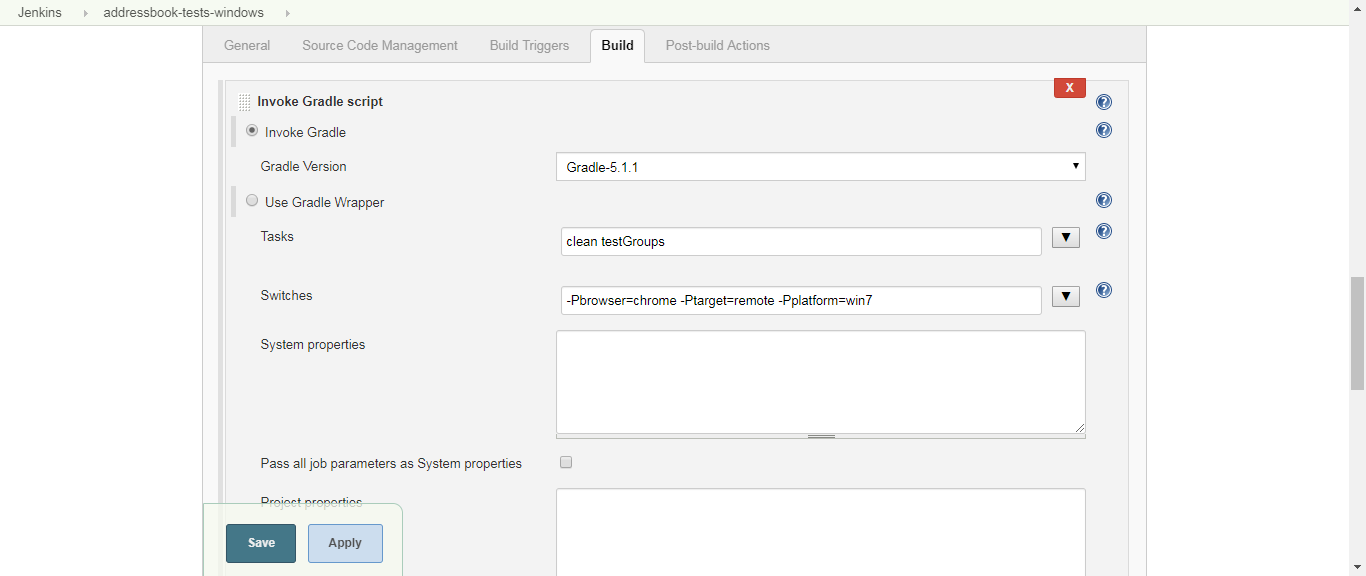 Jenkins addressbook-tests-windows
General Source Code Management Build Triggers Build Post-build Actions
X
Invoke Gradle script
Invoke Gradle
Gradle Version Gradle-5.1.1
Use Gradle Wrapper
Tasks clean testGroups
Switches -Pbrowser=chrome -Ptarget=remote -Pplatform=win7
System properties
Pass all job parameters as System properties
Project properties
Save Apply